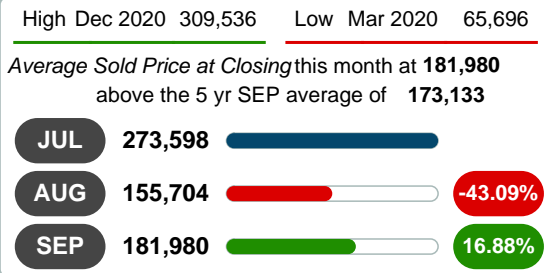 High Dec 2020 309,536 Low Mar 2020 65,696
Average Sold Price at Closing this month at 181,980
above the 5 yr SEP average of 173,133
JUL 273,598
AUG 155,704 -43.09%
SEP 181,980 16.88%